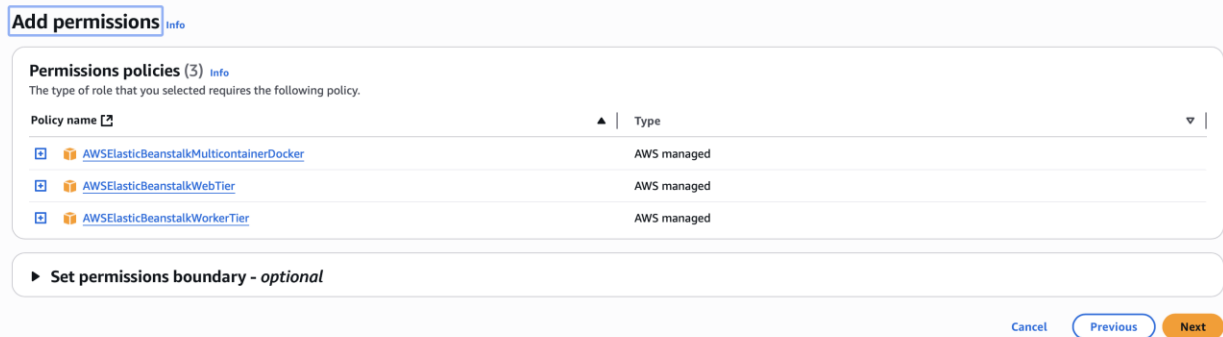 Add permissions Info
Permissions policies (3) Info
The type of role that you selected requires the following policy.
Policy name Type
AWSElasticBeanstalkMulticontainerDocker AWS managed
AWSElasticBeanstalkWebTier AWS managed
AWSElasticBeanstalkWorkerTier AWS managed
Set permissions boundary - optional
Cancel Previous Next